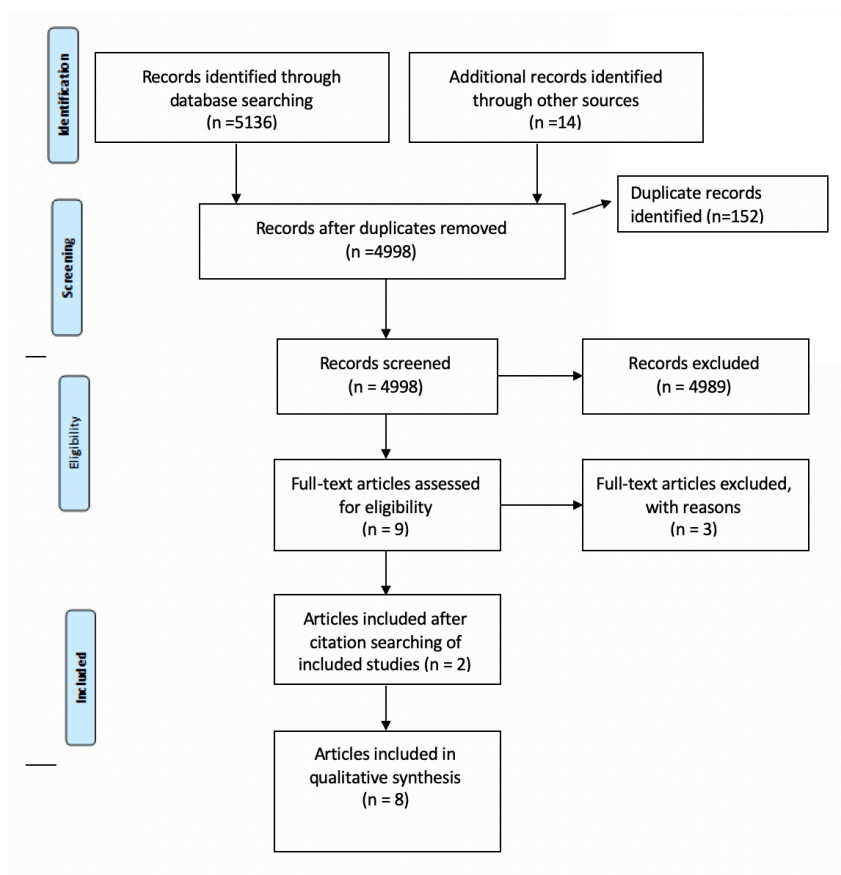 Identification
Records identified through
database searching
(n =5136)
Additional records identified
through other sources
(n =14)
Duplicate records
identified (n=152)
Records after duplicates removed
(n =4998)
Screening
Records screened
(n = 4998)
Records excluded
(n = 4989)
Eligibility
Full-text articles assessed
for eligibility
(n = 9)
Full-text articles excluded,
with reasons
(n = 3)
Included
Articles included after
citation searching of
included studies (n = 2)
Articles included in
qualitative synthesis
(n = 8)